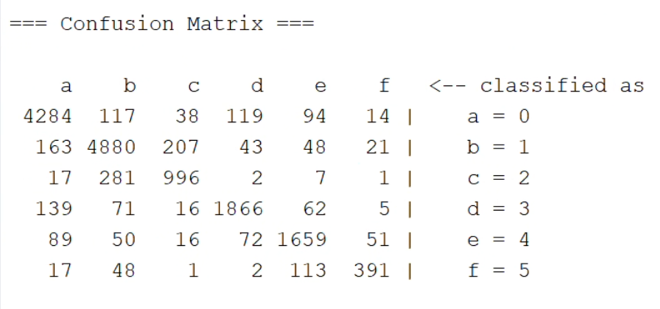 === Confusion Matrix ===
a b c d e f <-- classified as
4284 117 38 119 94 14 | a = 0
163 4880 207 43 48 21 | b = 1
17 281 996 2 7 1 | c = 2
139 71 16 1866 62 5 | d = 3
89 50 16 72 1659 51 | e = 4
17 48 1 2 113 391 | f = 5